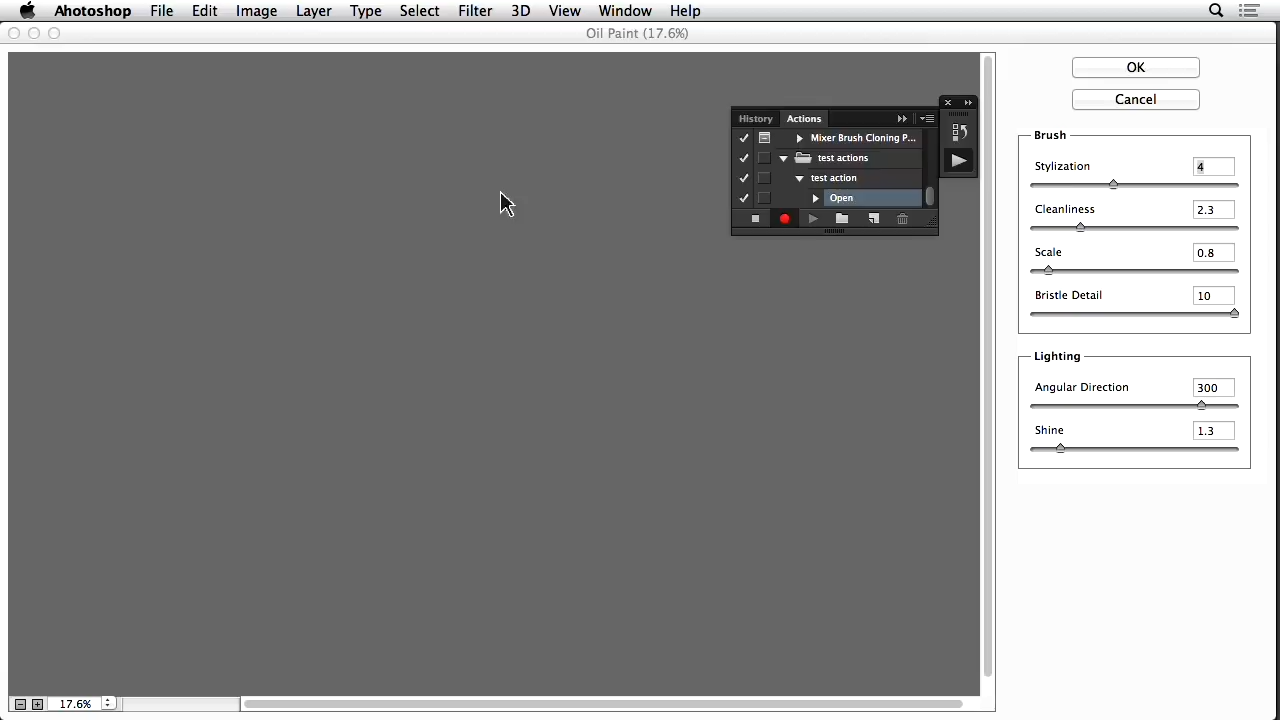 Ahotoshop File Edit Image Layer Type Select Filter 3D View Window Help
Oil Paint (17.6%)
OK
Cancel
History Actions
Mixer Brush Cloning P...
test actions
test action
Open
Brush
Stylization 4
Cleanliness 2.3
Scale 0.8
Bristle Detail 10
Lighting
Angular Direction 300
Shine 1.3
17.6%